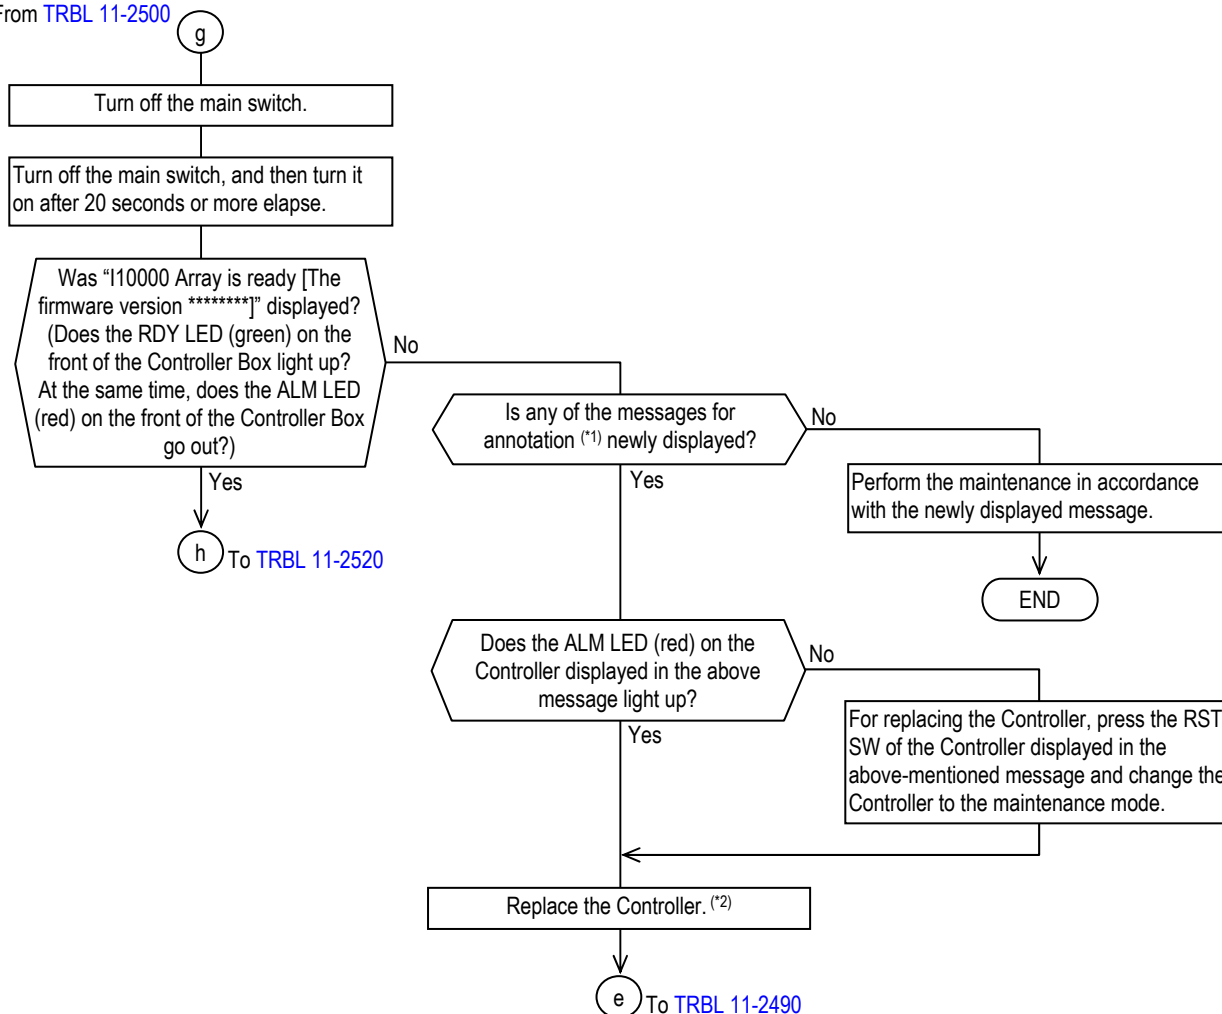 From TRBL 11-2500
g
Turn off the main switch.
Turn off the main switch, and then turn it
on after 20 seconds or more elapse.
Was “I10000 Array is ready [The
firmware version ********]” displayed?
(Does the RDY LED (green) on the
front of the Controller Box light up?
At the same time, does the ALM LED
(red) on the front of the Controller Box
go out?)
No
Yes
h
To TRBL 11-2520
Is any of the messages for
annotation (*1) newly displayed?
No
Yes
Perform the maintenance in accordance
with the newly displayed message.
END
Does the ALM LED (red) on the
Controller displayed in the above
message light up?
No
Yes
For replacing the Controller, press the RST
SW of the Controller displayed in the
above-mentioned message and change the
Controller to the maintenance mode.
Replace the Controller. (*2)
e
To TRBL 11-2490